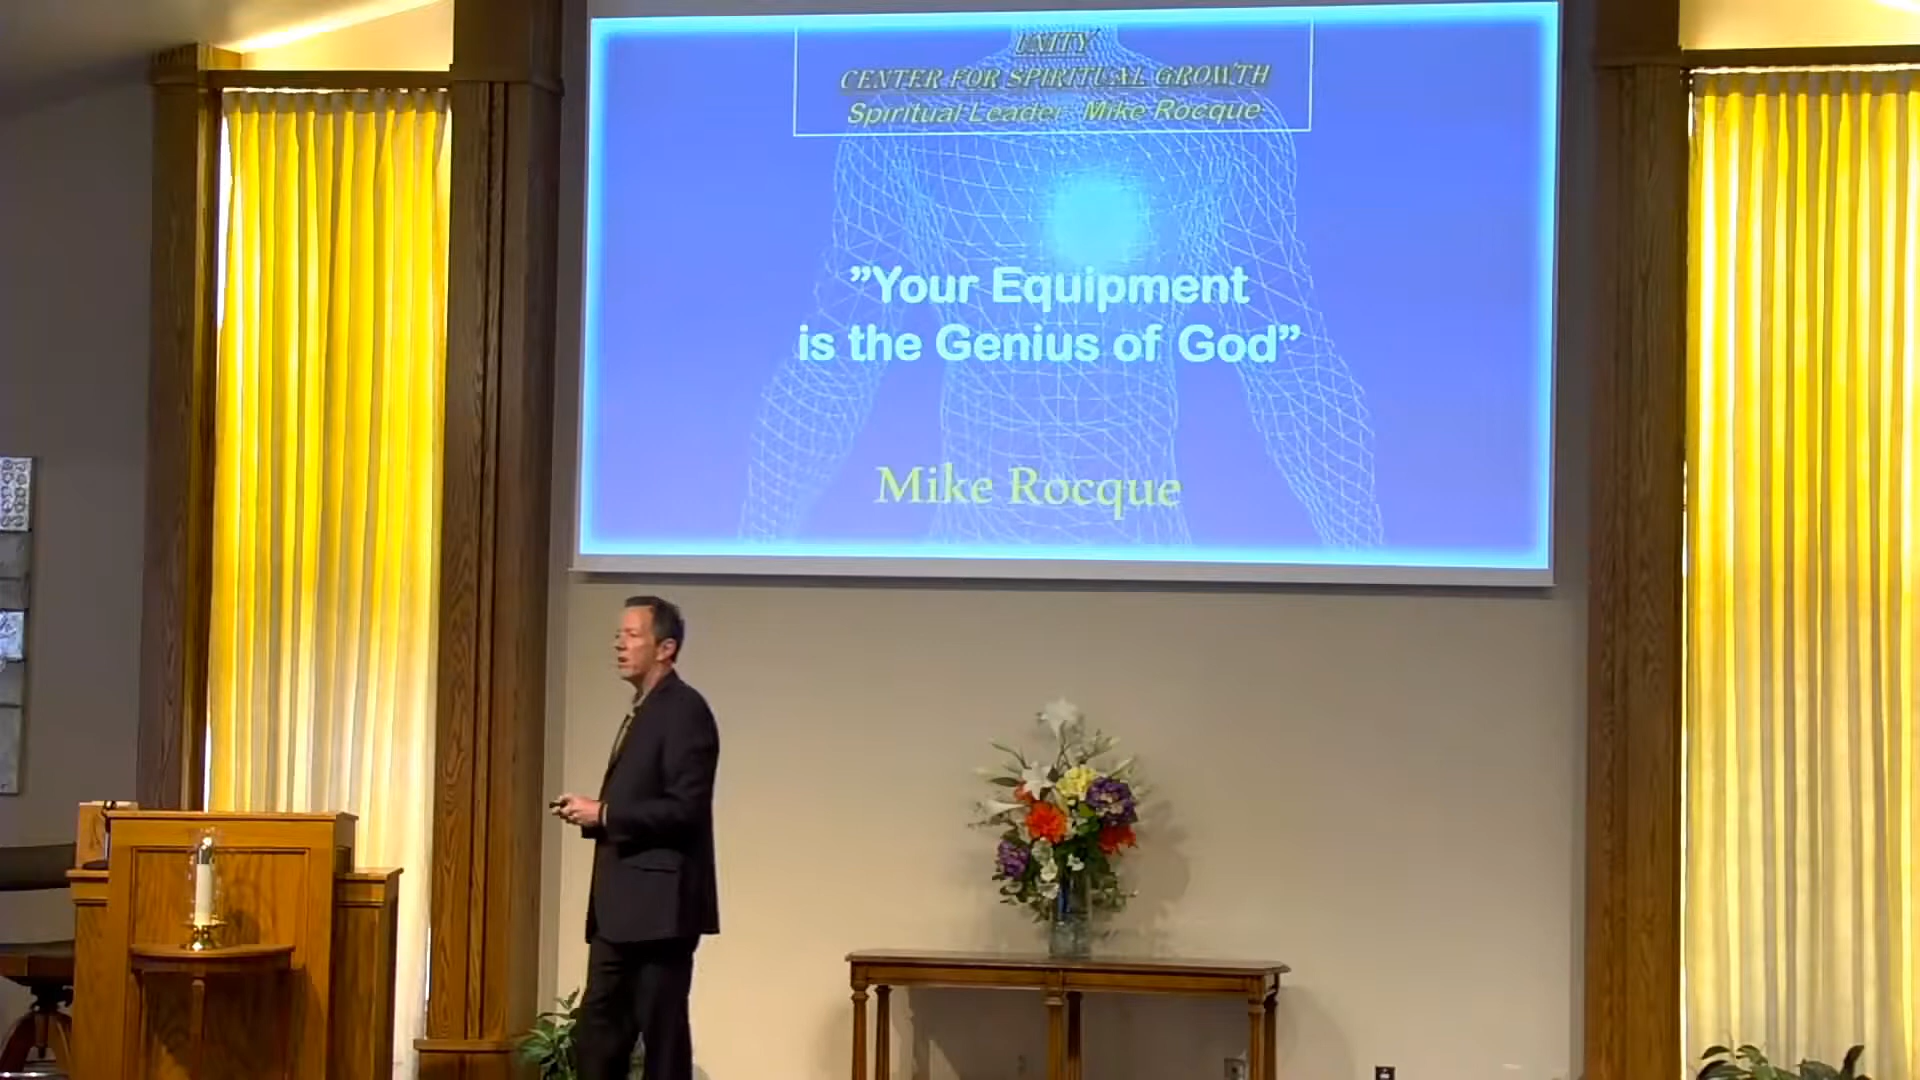 UNITY
CENTER FOR SPIRITUAL GROWTH
Spiritual Leader - Mike Rocque
”Your Equipment
is the Genius of God”
Mike Rocque